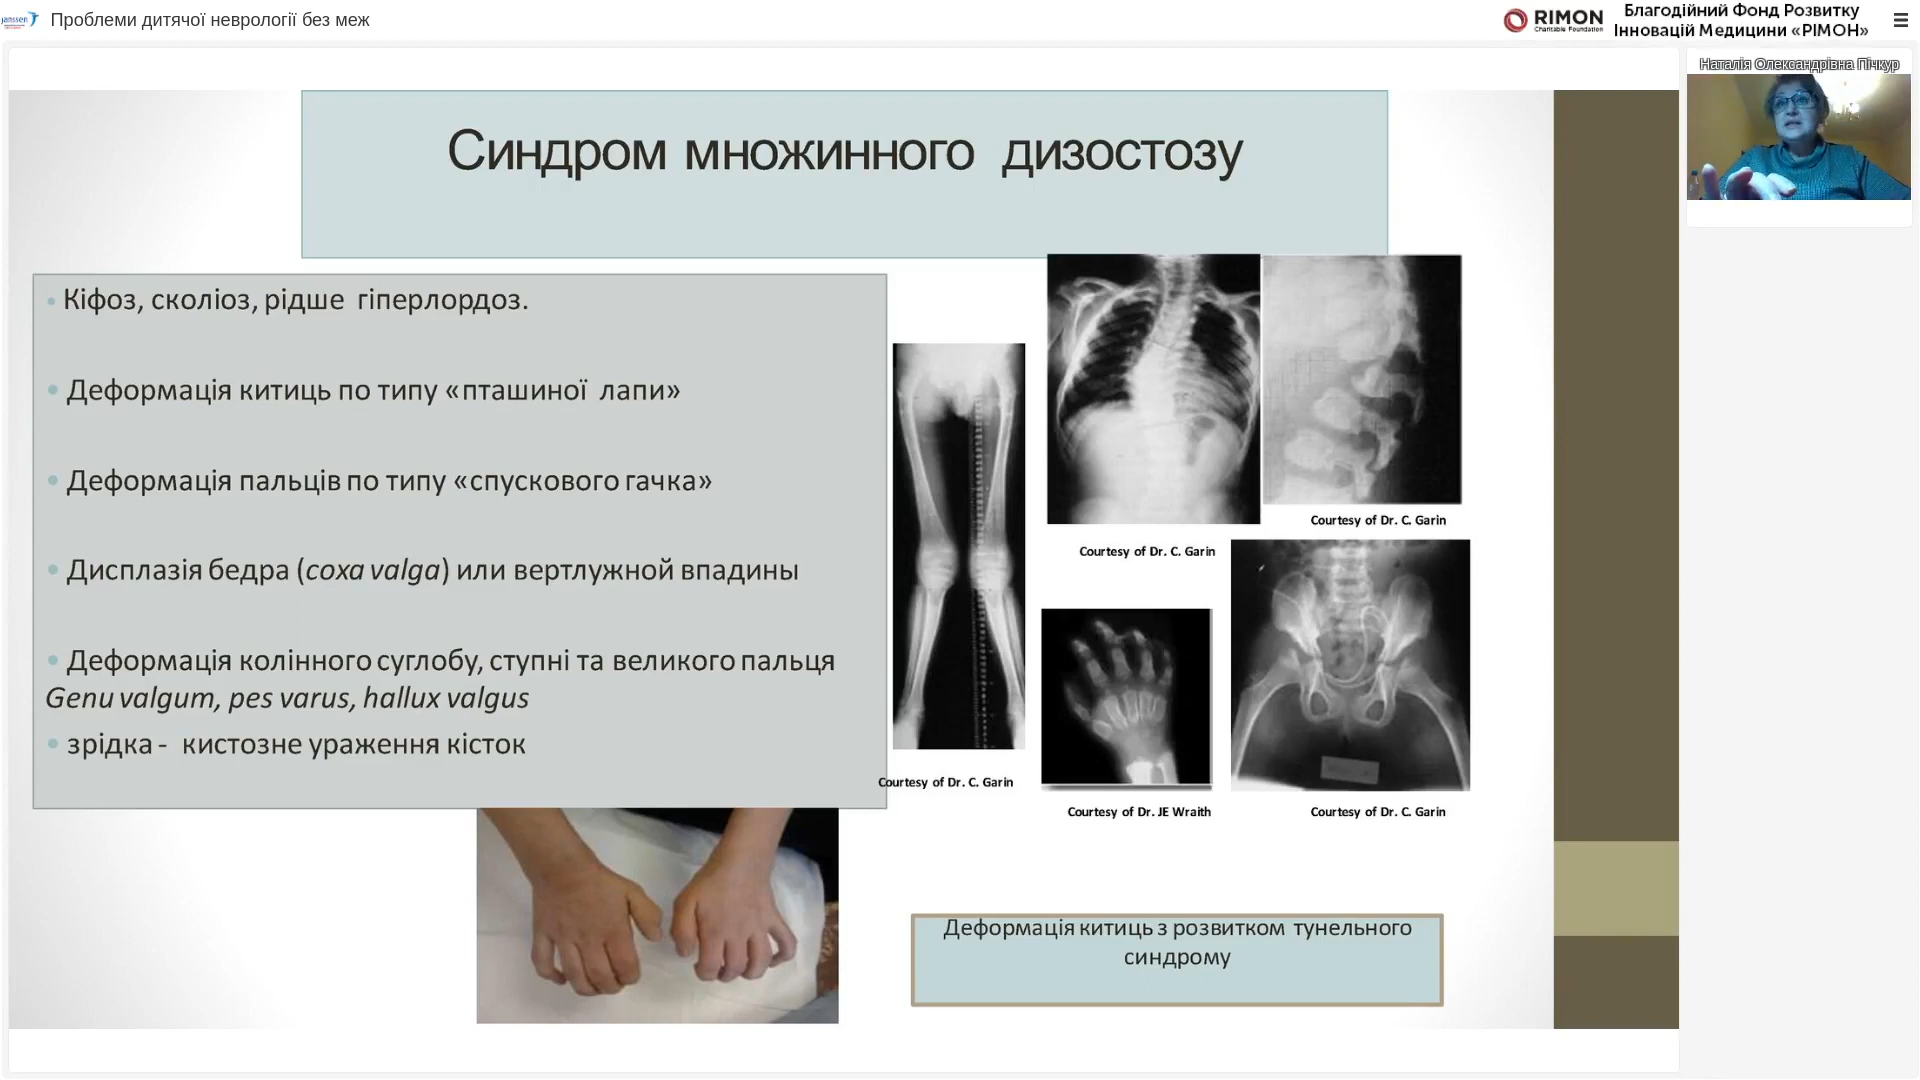 janssen
Проблеми дитячої неврології без меж
RIMON
Charitable Foundation
Благодійний Фонд Розвитку
Інновацій Медицини «РІМОН»
Наталія Олександрівна Пічкур
Синдром множинного дизостозу
• Кіфоз, сколіоз, рідше гіперлордоз.
• Деформація китиць по типу «пташиної лапи»
• Деформація пальців по типу «спускового гачка»
• Дисплазія бедра (coxa valga) или вертлужной впадины
• Деформація колінного суглобу, ступні та великого пальця
Genu valgum, pes varus, hallux valgus
• зрідка - кистозне ураження кісток
Courtesy of Dr. C. Garin
Courtesy of Dr. C. Garin
Courtesy of Dr. C. Garin
Courtesy of Dr. JE Wraith
Courtesy of Dr. C. Garin
Деформація китиць з розвитком тунельного
синдрому